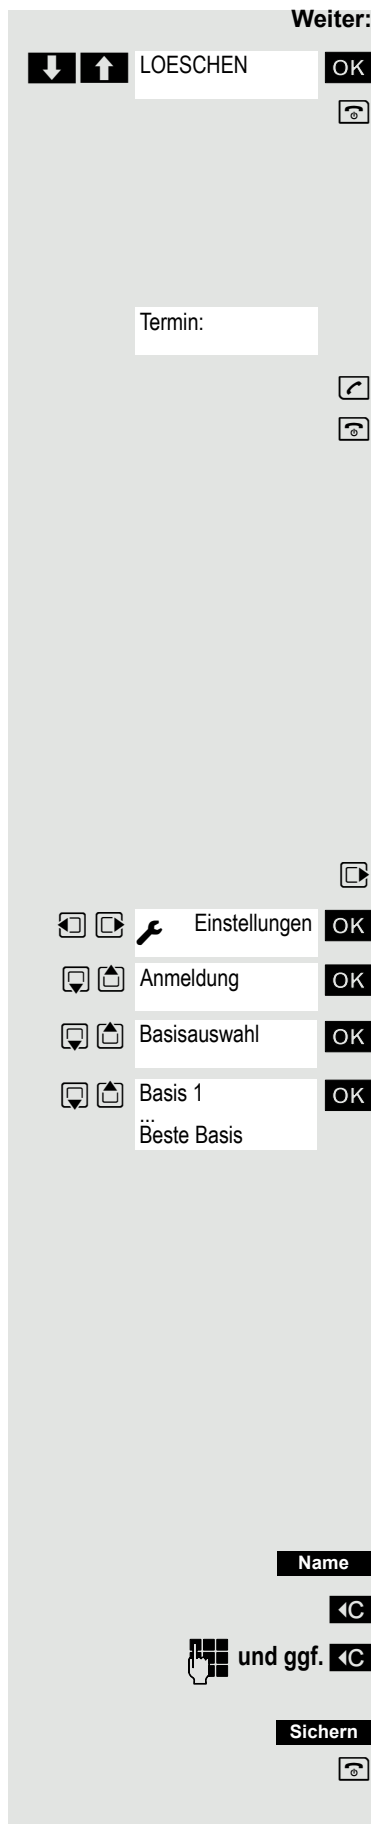 Weiter:
LOESCHEN OK
Termin:
Einstellungen OK
Anmeldung OK
Basisauswahl OK
Basis 1 OK
...
Beste Basis
Name
C
und ggf. C
Sichern